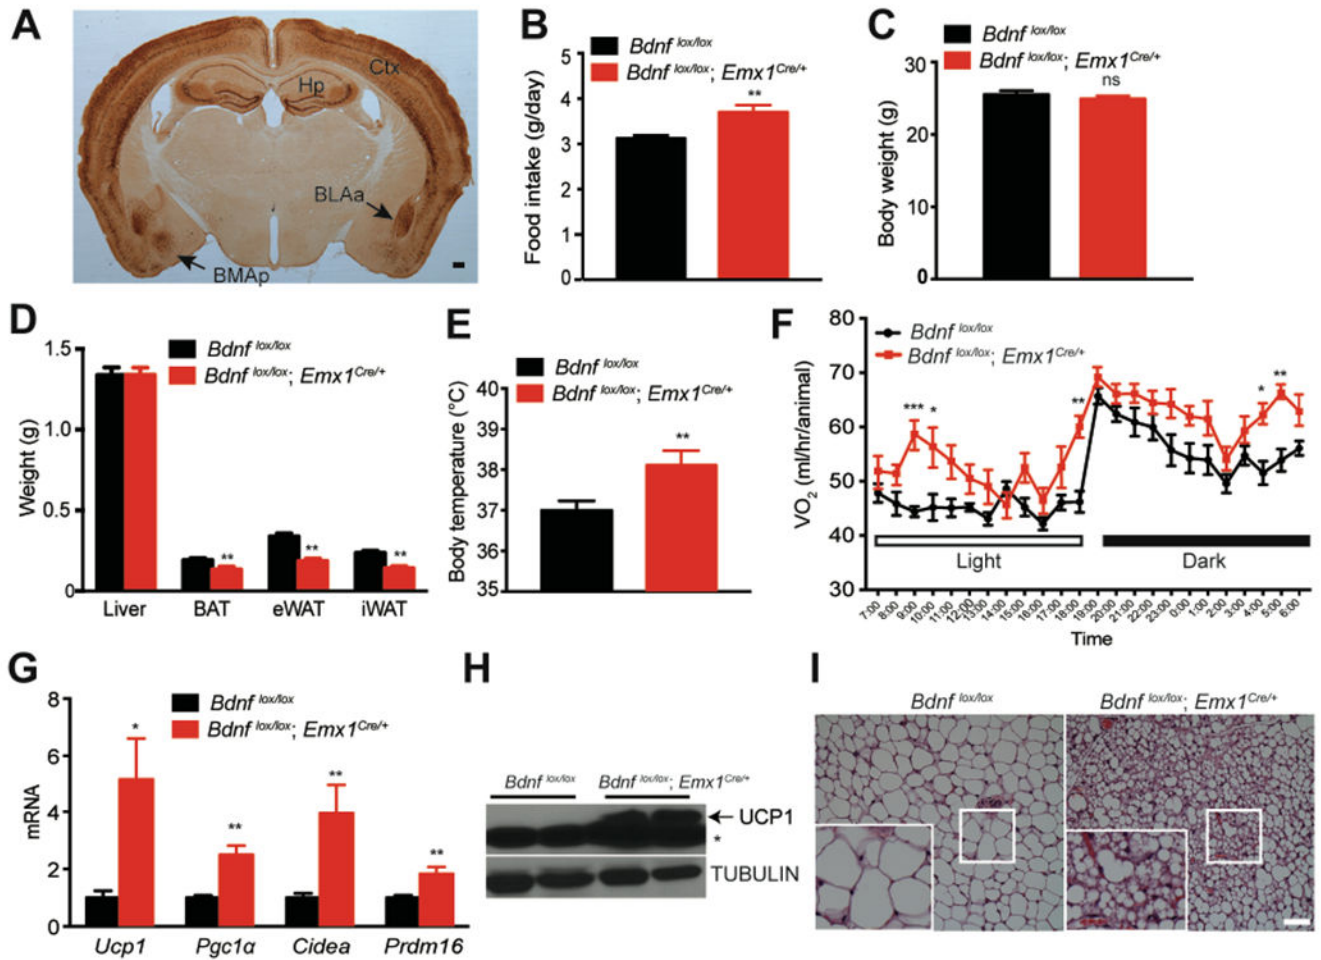 A
Ctx
Hp
BLAa
BMAp
B
Bdnf lox/lox
Bdnf lox/lox; Emx1Cre/+
**
Food intake (g/day)
5
4
3
2
1
0
C
Bdnf lox/lox
Bdnf lox/lox; Emx1Cre/+
ns
Body weight (g)
30
20
10
0
D
Bdnf lox/lox
Bdnf lox/lox; Emx1Cre/+
Weight (g)
1.5
1.0
0.5
0
** ** **
Liver BAT eWAT iWAT
E
Bdnf lox/lox
Bdnf lox/lox; Emx1Cre/+
**
Body temperature (°C)
40
39
38
37
36
35
F
Bdnf lox/lox
Bdnf lox/lox; Emx1Cre/+
VO2 (ml/hr/animal)
80
70
60
50
40
30
*** * ** * **
Light Dark
7:00 8:00 9:00 10:00 11:00 12:00 13:00 14:00 15:00 16:00 17:00 18:00 19:00 20:00 21:00 22:00 23:00 0:00 1:00 2:00 3:00 4:00 5:00 6:00
Time
G
Bdnf lox/lox
Bdnf lox/lox; Emx1Cre/+
mRNA
8
6
4
2
0
* ** ** **
Ucp1 Pgc1α Cidea Prdm16
H
Bdnf lox/lox Bdnf lox/lox; Emx1Cre/+
UCP1
*
TUBULIN
I
Bdnf lox/lox Bdnf lox/lox; Emx1Cre/+